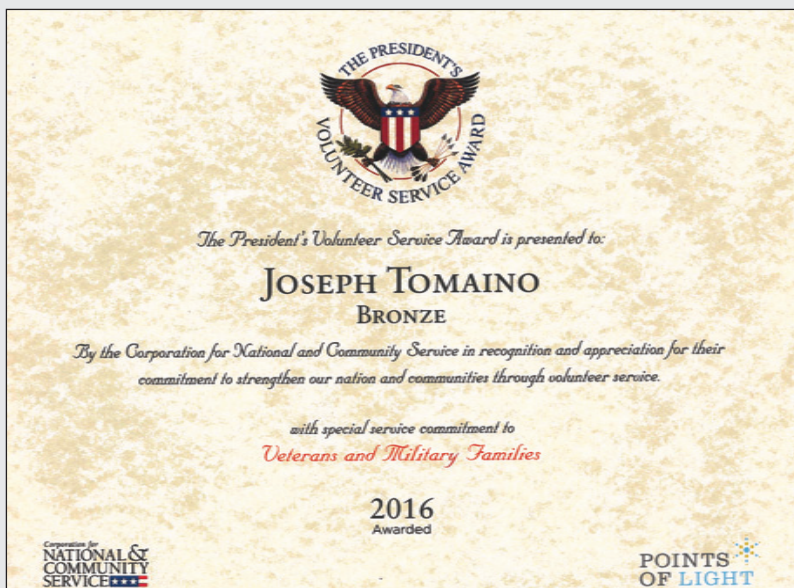 THE PRESIDENT'S
VOLUNTEER SERVICE AWARD
The President's Volunteer Service Award is presented to:
JOSEPH TOMAINO
BRONZE
By the Corporation for National and Community Service in recognition and appreciation for their
commitment to strengthen our nation and communities through volunteer service.
with special service commitment to
Veterans and Military Families
2016
Awarded
Corporation for
NATIONAL &
COMMUNITY
SERVICE
POINTS
OF LIGHT